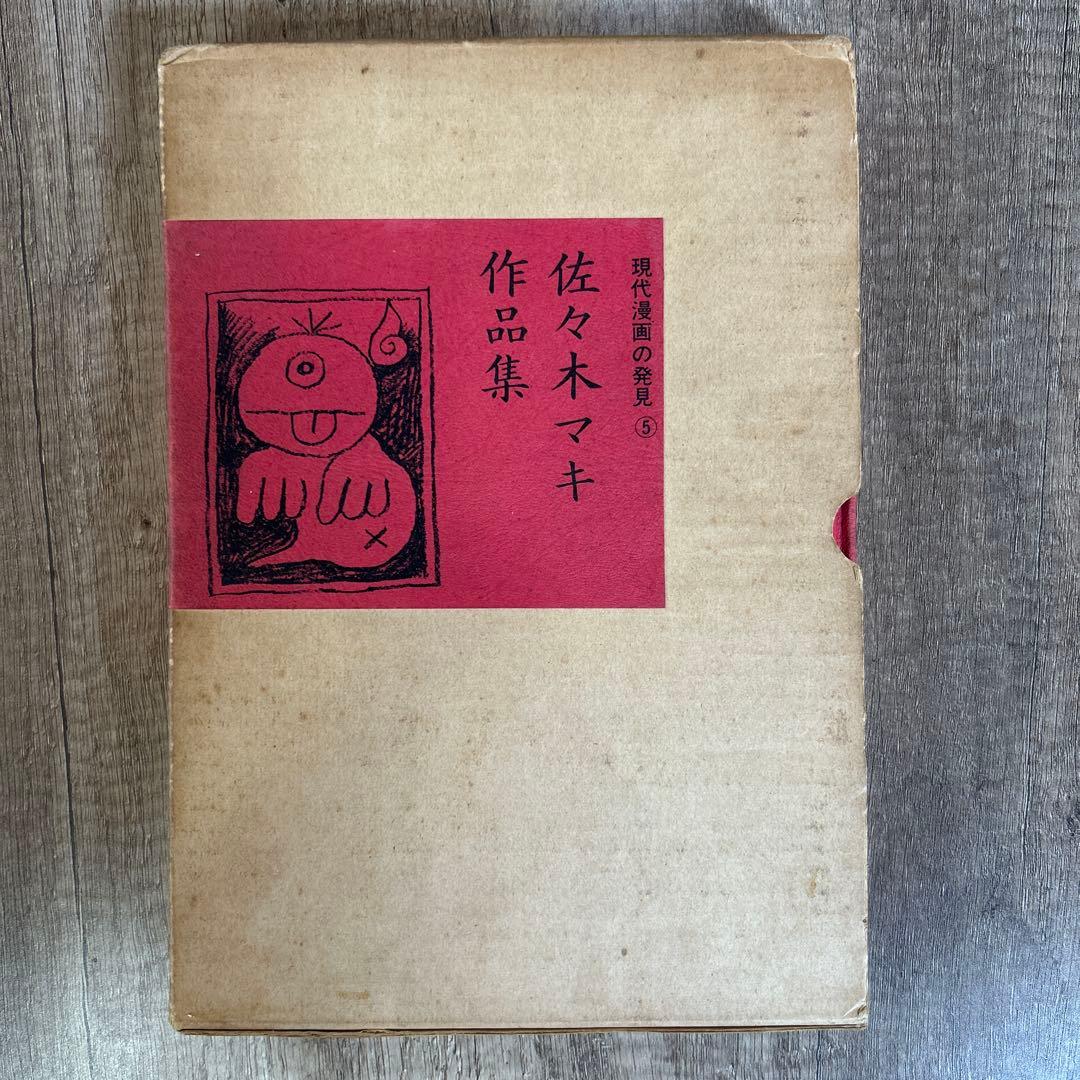 現代漫画の発見⑤
佐々木マキ
作品集